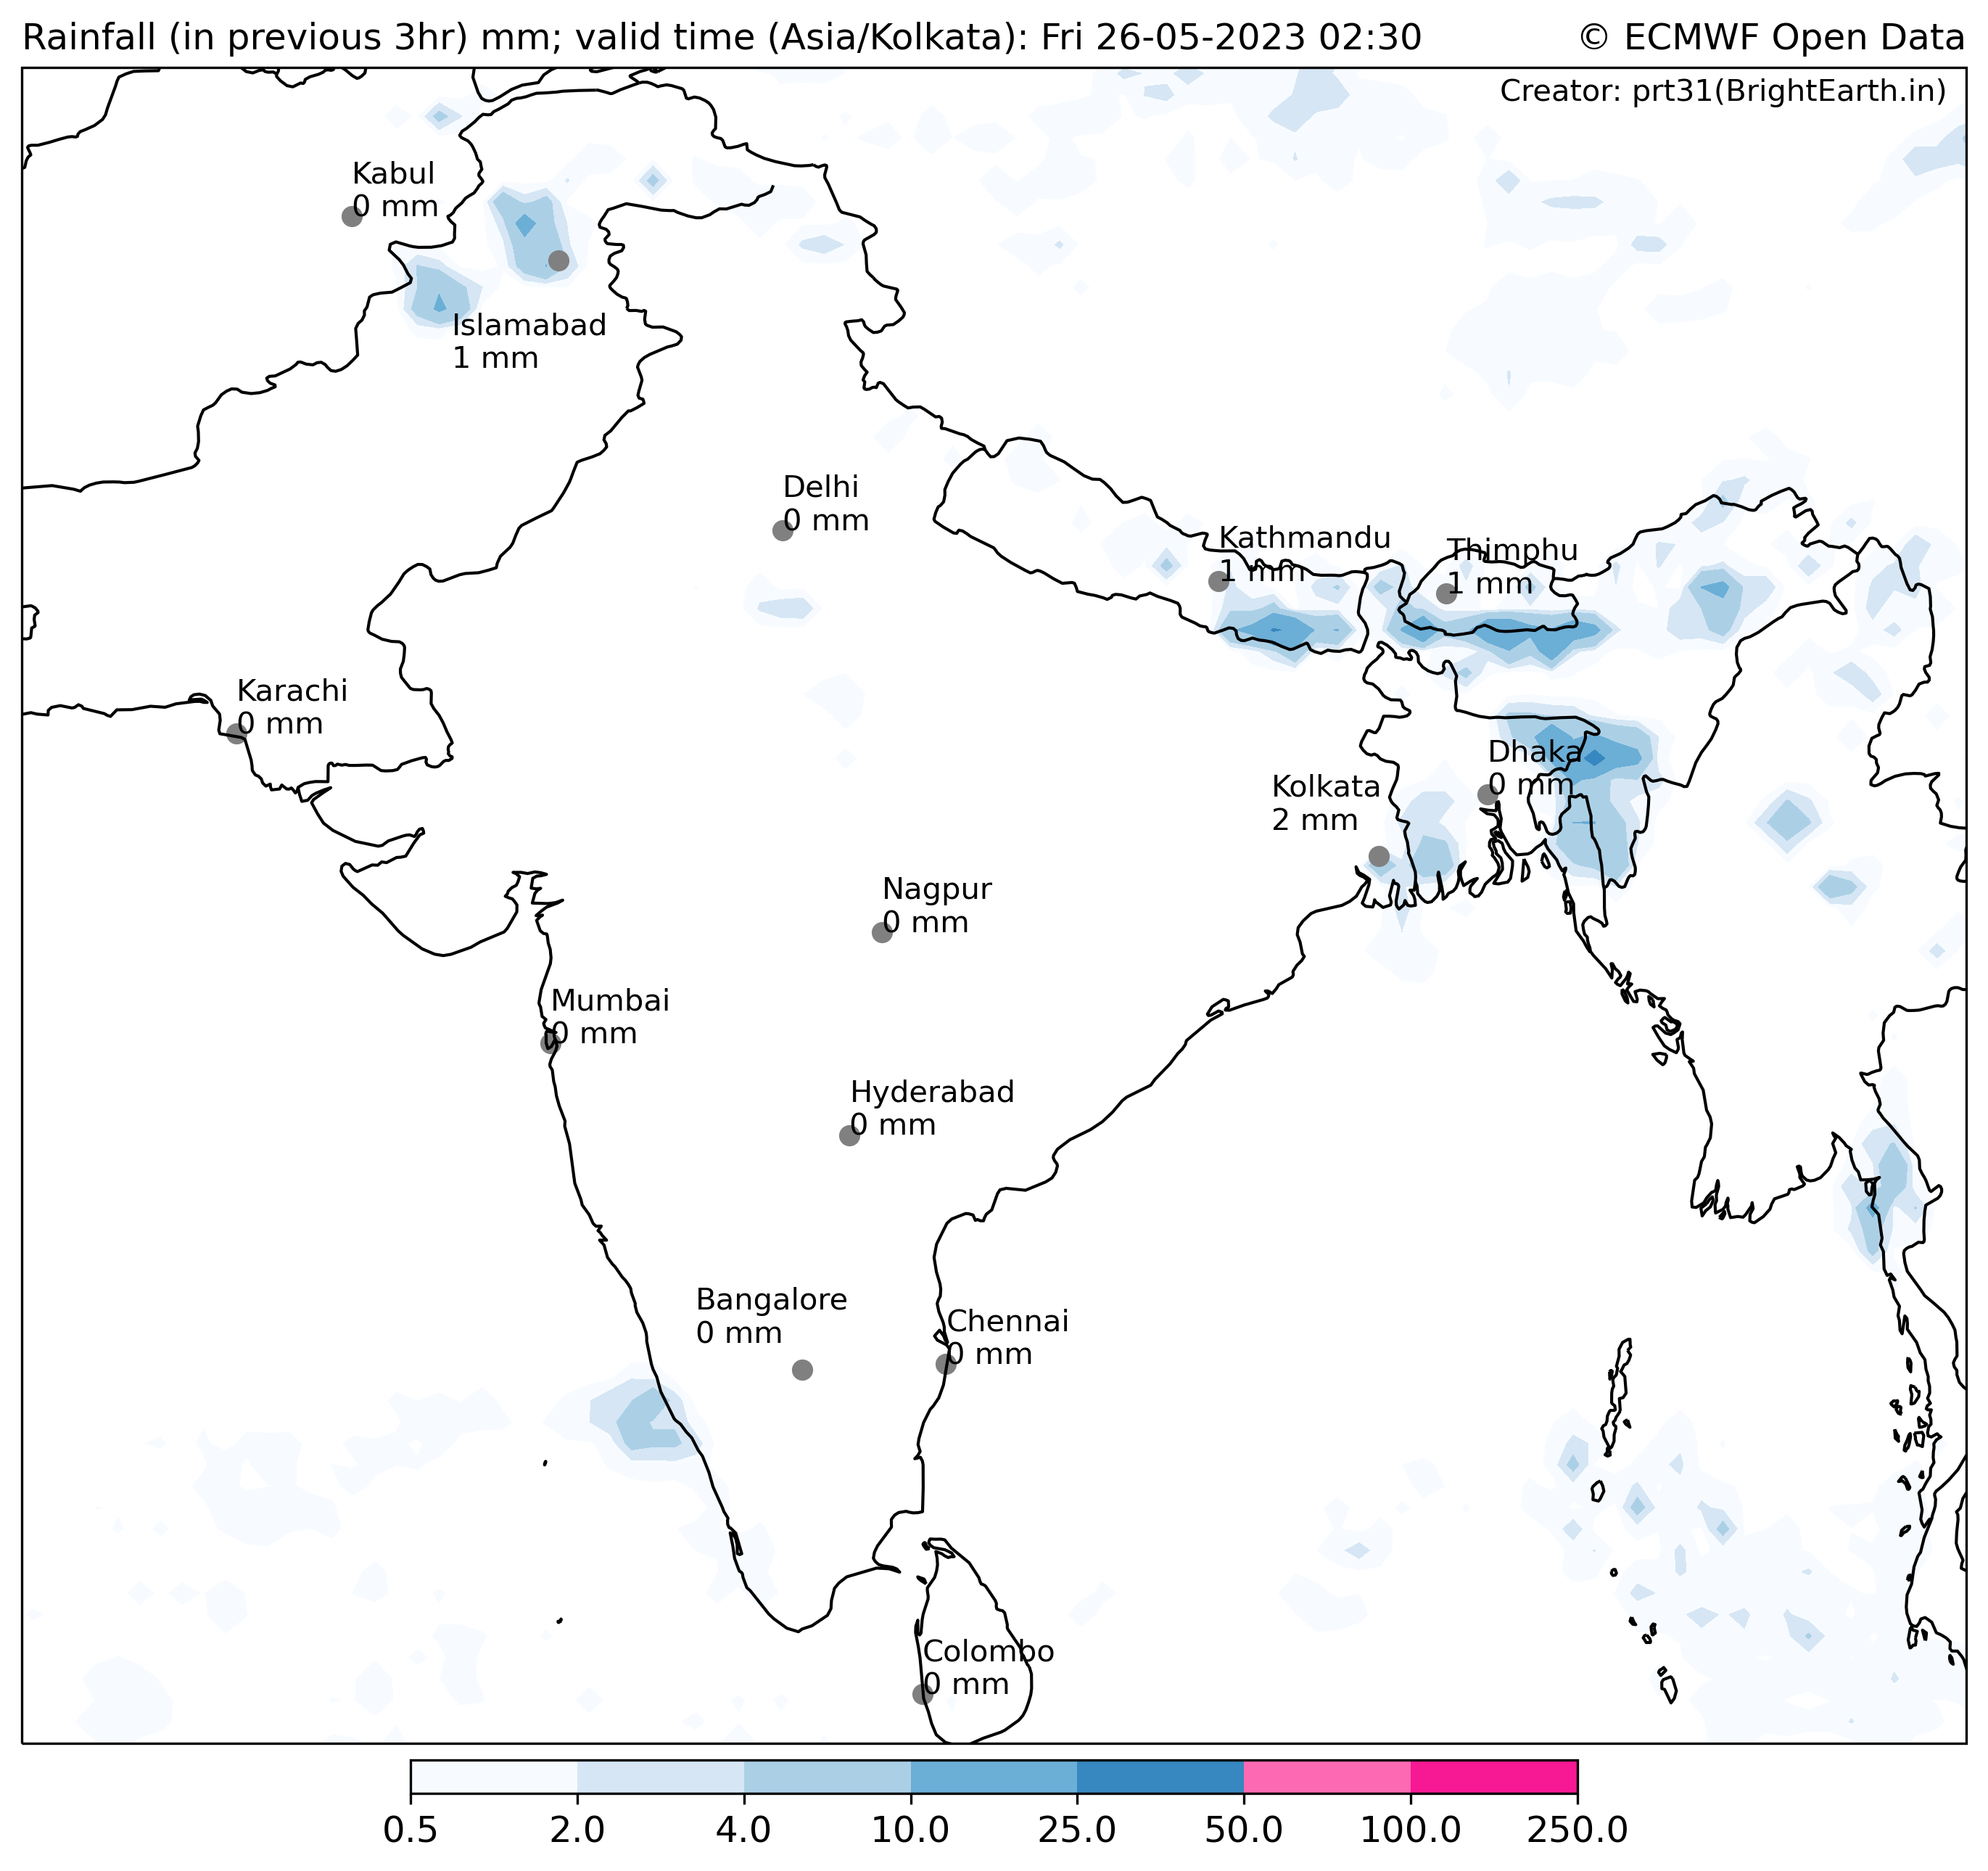 Rainfall (in previous 3hr) mm; valid time (Asia/Kolkata): Fri 26-05-2023 02:30
© ECMWF Open Data
Creator: prt31(BrightEarth.in)
Kabul
0 mm
Islamabad
1 mm
Delhi
0 mm
Kathmandu
1 mm
Thimphu
1 mm
Karachi
0 mm
Dhaka
0 mm
Kolkata
2 mm
Nagpur
0 mm
Mumbai
0 mm
Hyderabad
0 mm
Bangalore
0 mm
Chennai
0 mm
Colombo
0 mm
0.5 2.0 4.0 10.0 25.0 50.0 100.0 250.0